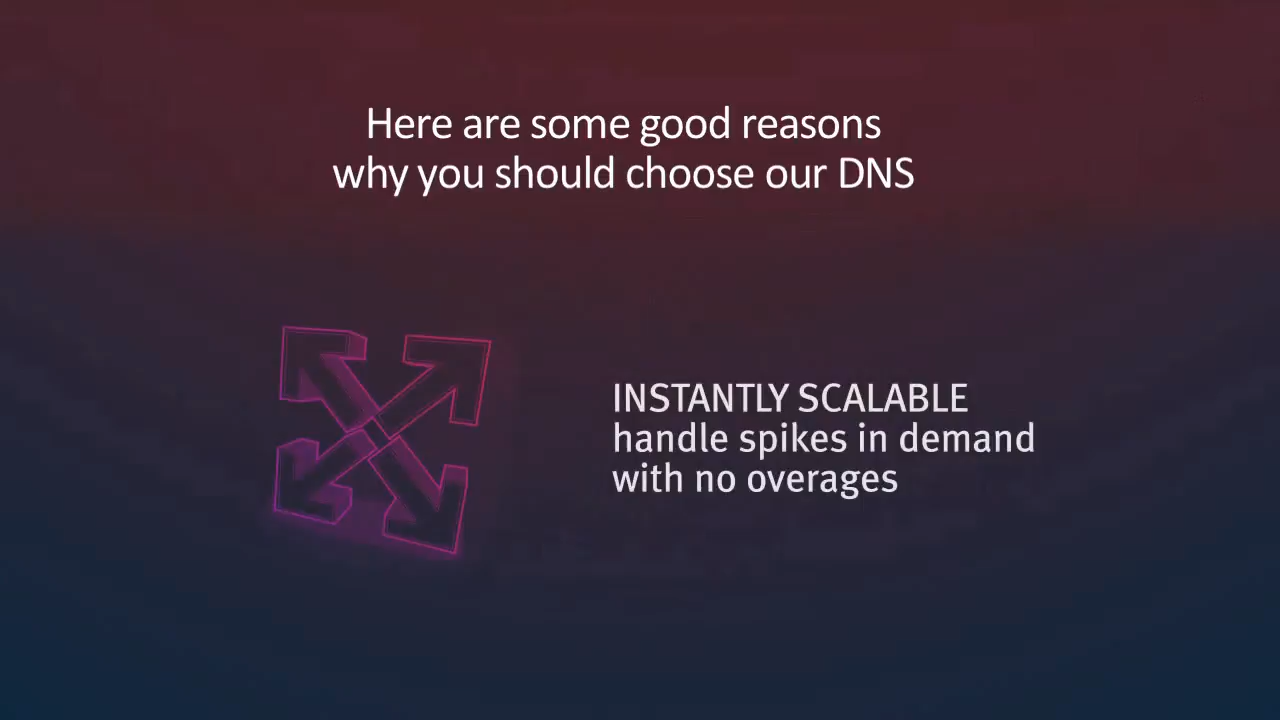 Here are some good reasons
why you should choose our DNS
INSTANTLY SCALABLE
handle spikes in demand
with no overages